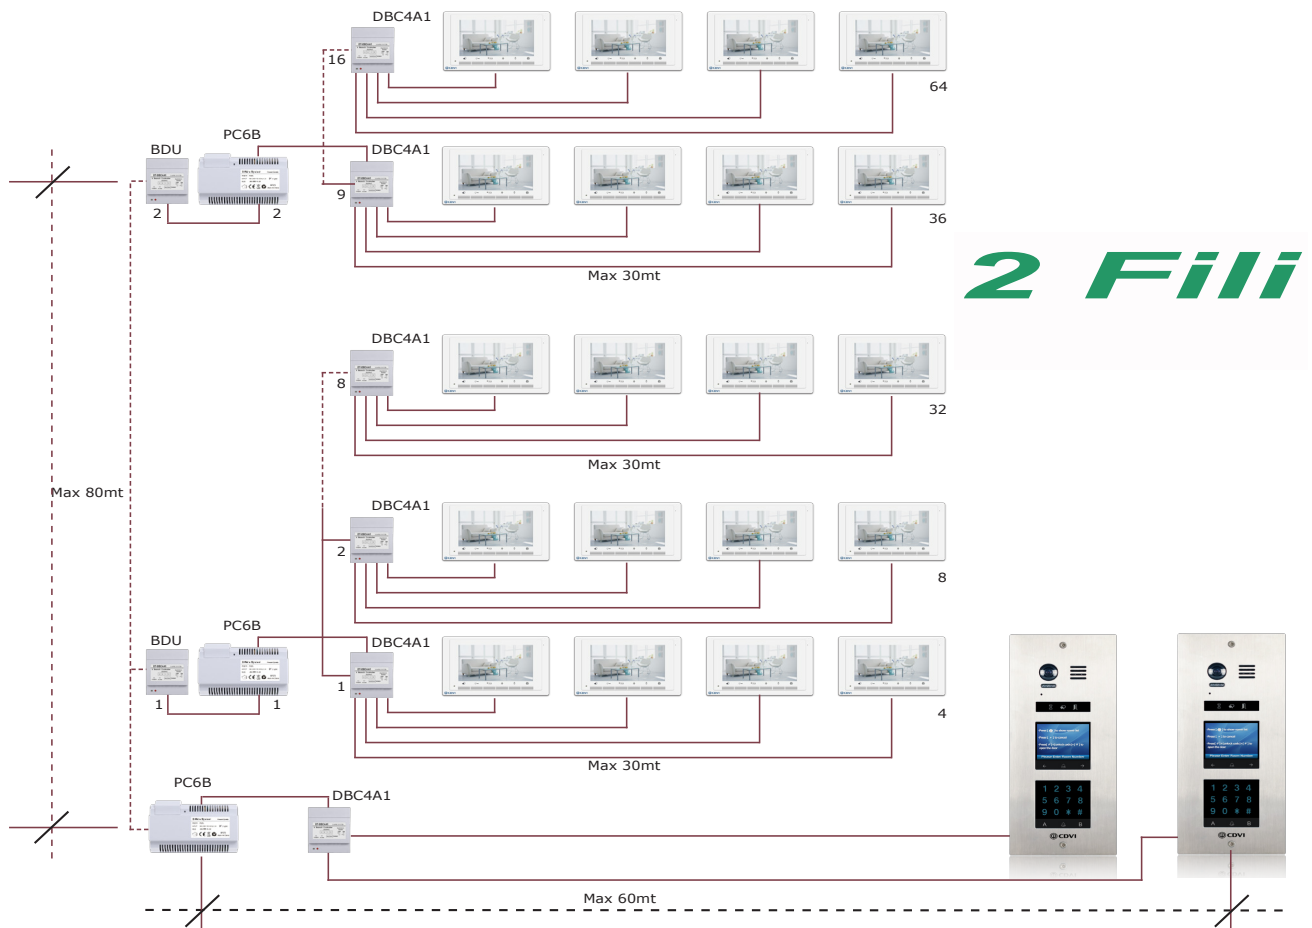 DBC4A1
16
64
PC6B
BDU
DBC4A1
9
2
2
36
Max 30mt
2 Fili
DBC4A1
8
32
Max 30mt
Max 80mt
DBC4A1
2
8
PC6B
BDU
DBC4A1
1
1
1
4
Max 30mt
PC6B
DBC4A1
1 2 3 4
5 6 7 8
9 0 * #
CDVI
1 2 3 4
5 6 7 8
9 0 * #
CDVI
Max 60mt